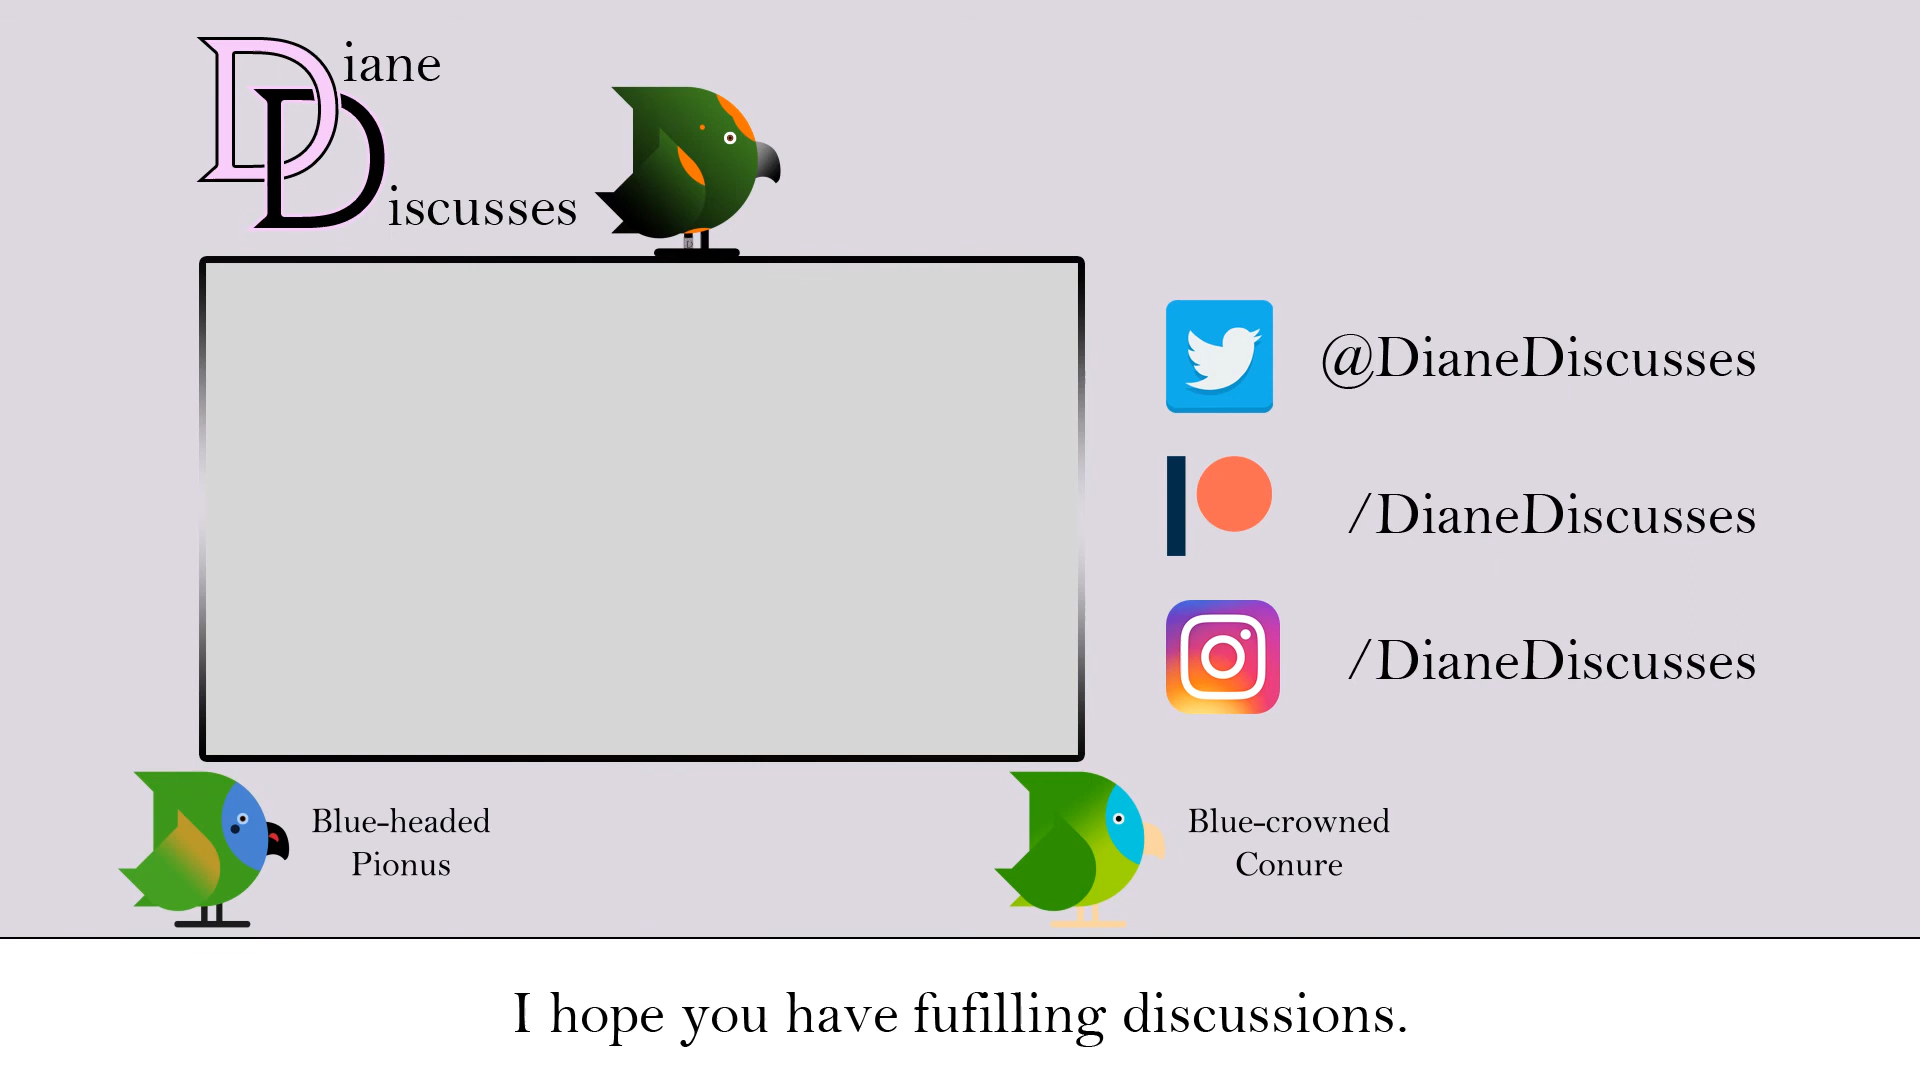 Diane
Discusses
@DianeDiscusses
/DianeDiscusses
/DianeDiscusses
Blue-headed
Pionus
Blue-crowned
Conure
I hope you have fufilling discussions.